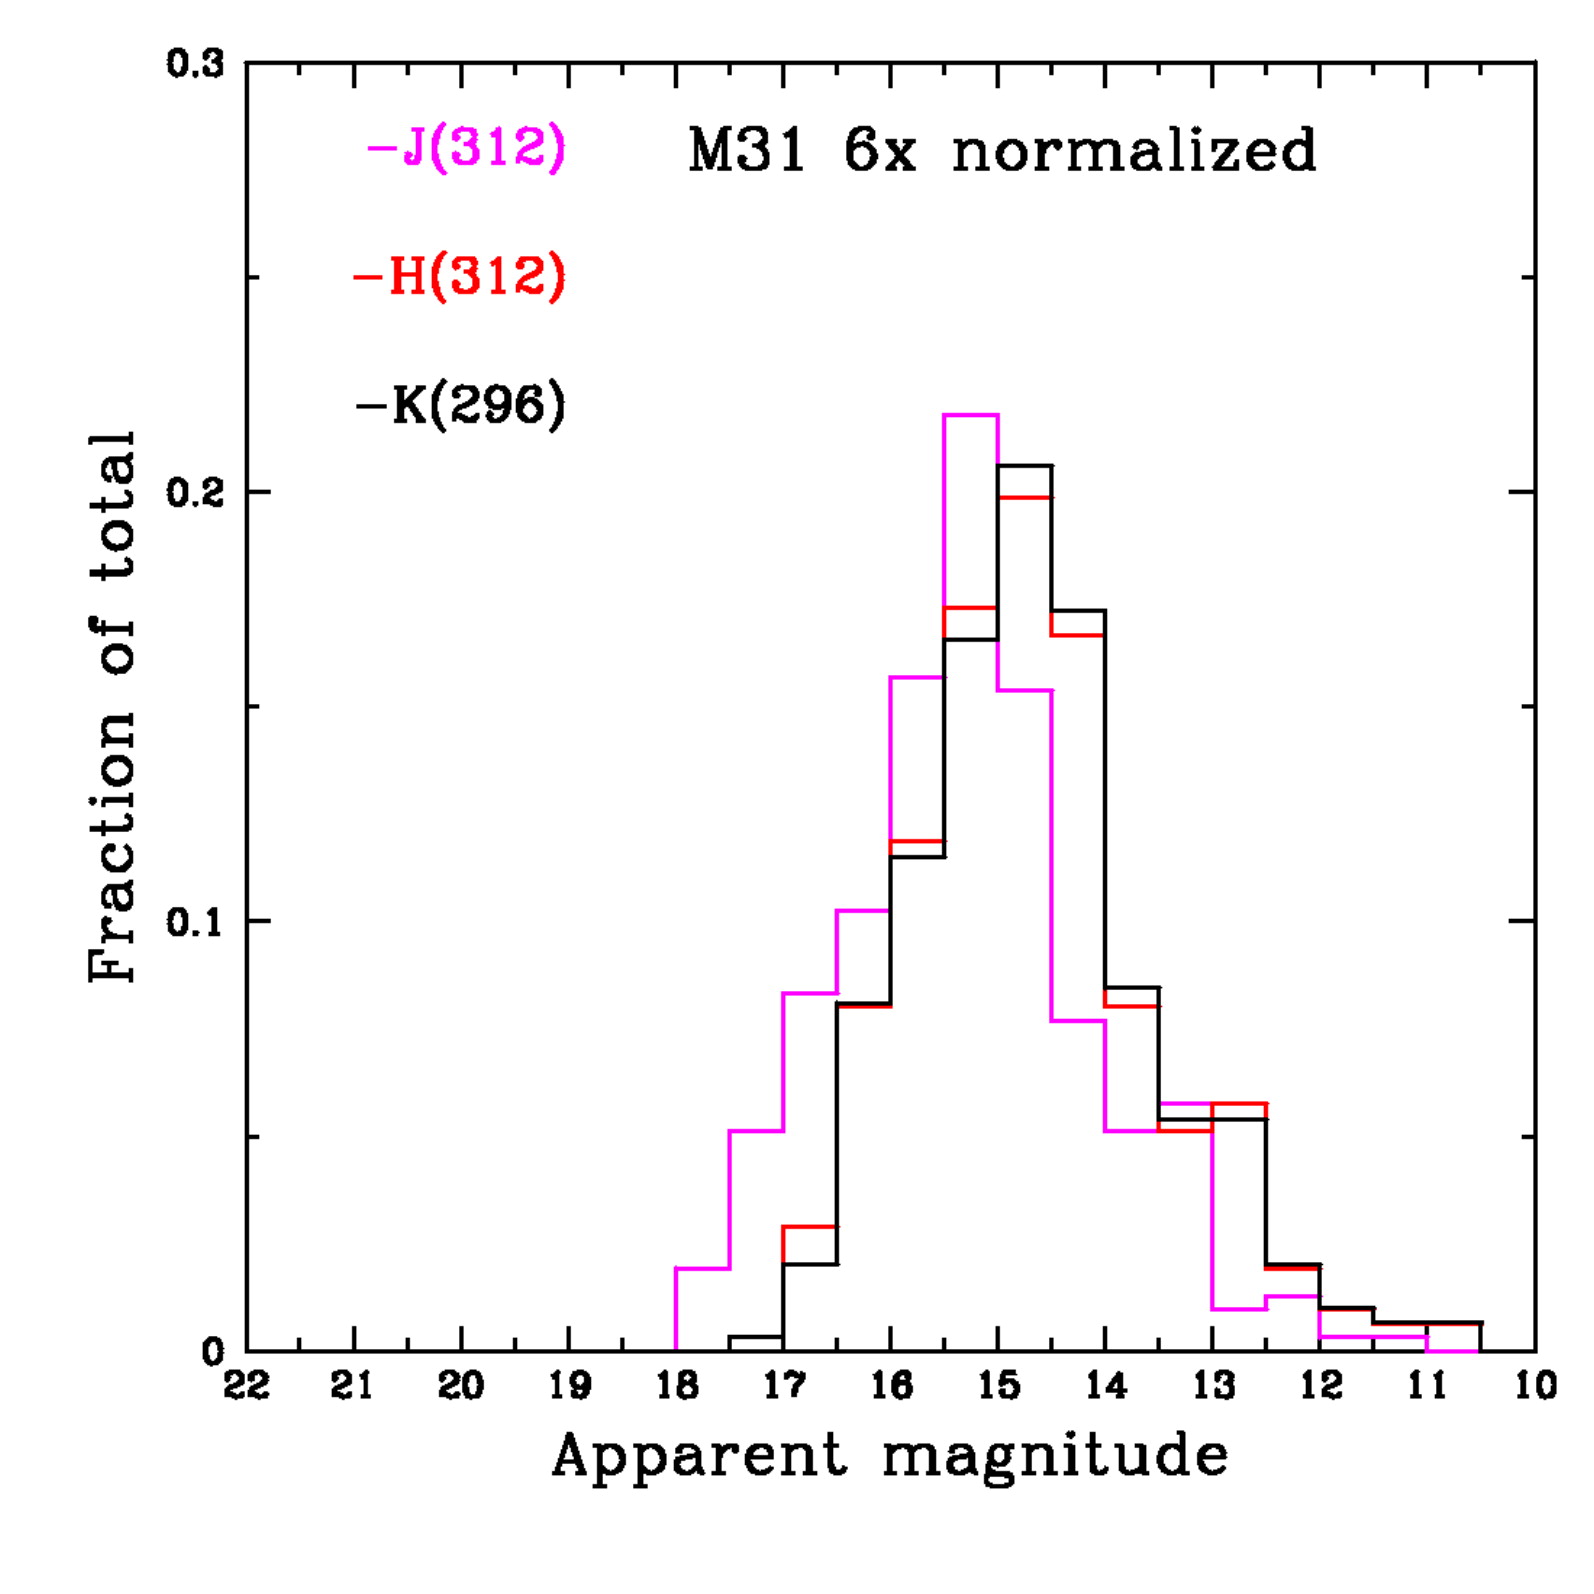 0.3
-J(312)
M31 6x normalized
-H(312)
-K(296)
0.2
0.1
0
Fraction of total
22 21 20 19 18 17 16 15 14 13 12 11 10
Apparent magnitude